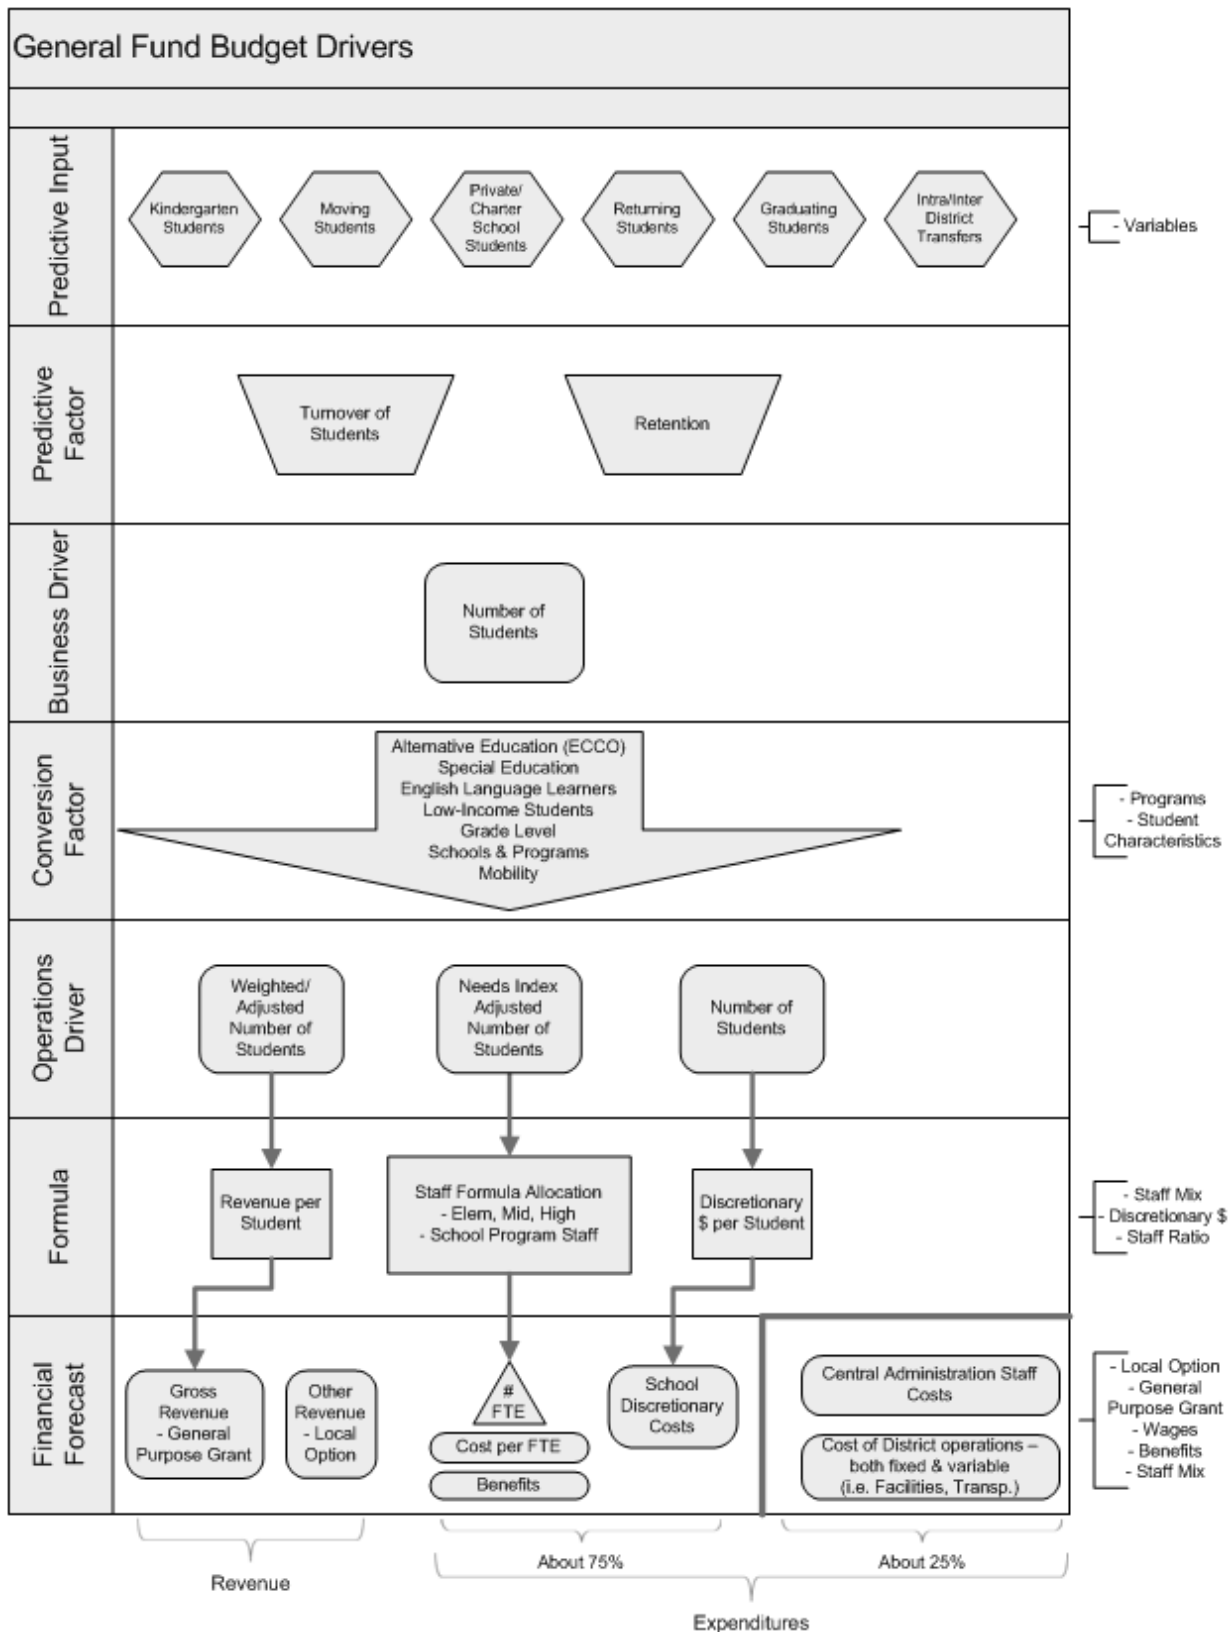 General Fund Budget Drivers
Predictive Input
Kindergarten
Students
Moving
Students
Private/
Charter
School
Students
Returning
Students
Graduating
Students
Intra/Inter
District
Transfers
- Variables
Predictive
Factor
Turnover of
Students
Retention
Business Driver
Number of
Students
Conversion
Factor
Alternative Education (ECCO)
Special Education
English Language Learners
Low-Income Students
Grade Level
Schools & Programs
Mobility
- Programs
- Student
Characteristics
Operations
Driver
Weighted/
Adjusted
Number of
Students
Needs Index
Adjusted
Number of
Students
Number of
Students
Formula
Revenue per
Student
Staff Formula Allocation
- Elem, Mid, High
- School Program Staff
Discretionary
$ per Student
- Staff Mix
- Discretionary $
- Staff Ratio
Financial
Forecast
Gross
Revenue
- General
Purpose Grant
Other
Revenue
- Local
Option
#
FTE
Cost per FTE
Benefits
School
Discretionary
Costs
Central Administration Staff
Costs
Cost of District operations –
both fixed & variable
(i.e. Facilities, Transp.)
- Local Option
- General
Purpose Grant
- Wages
- Benefits
- Staff Mix
Revenue
About 75%
About 25%
Expenditures